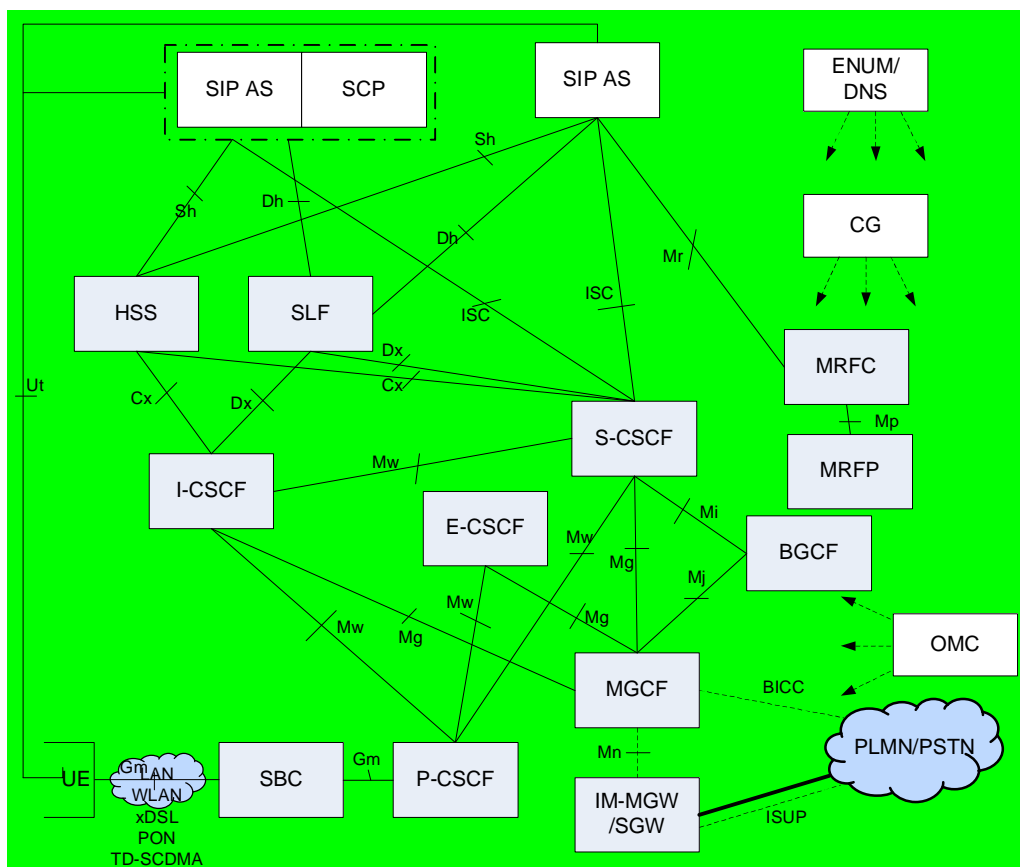 SIP AS
SCP
SIP AS
ENUM/
DNS
Sh
Sh
Dh
Dh
CG
Mr
ISC
ISC
HSS
SLF
MRFC
Dx
Cx
Ut
Cx
Dx
Mp
S-CSCF
MRFP
Mw
I-CSCF
E-CSCF
Mi
BGCF
Mw
Mg
Mj
Mw
Mg
Mw
Mg
OMC
MGCF
BICC
PLMN/PSTN
Mn
Gm
UE
Gm
LAN
WLAN
xDSL
PON
TD-SCDMA
SBC
P-CSCF
IM-MGW
/SGW
ISUP